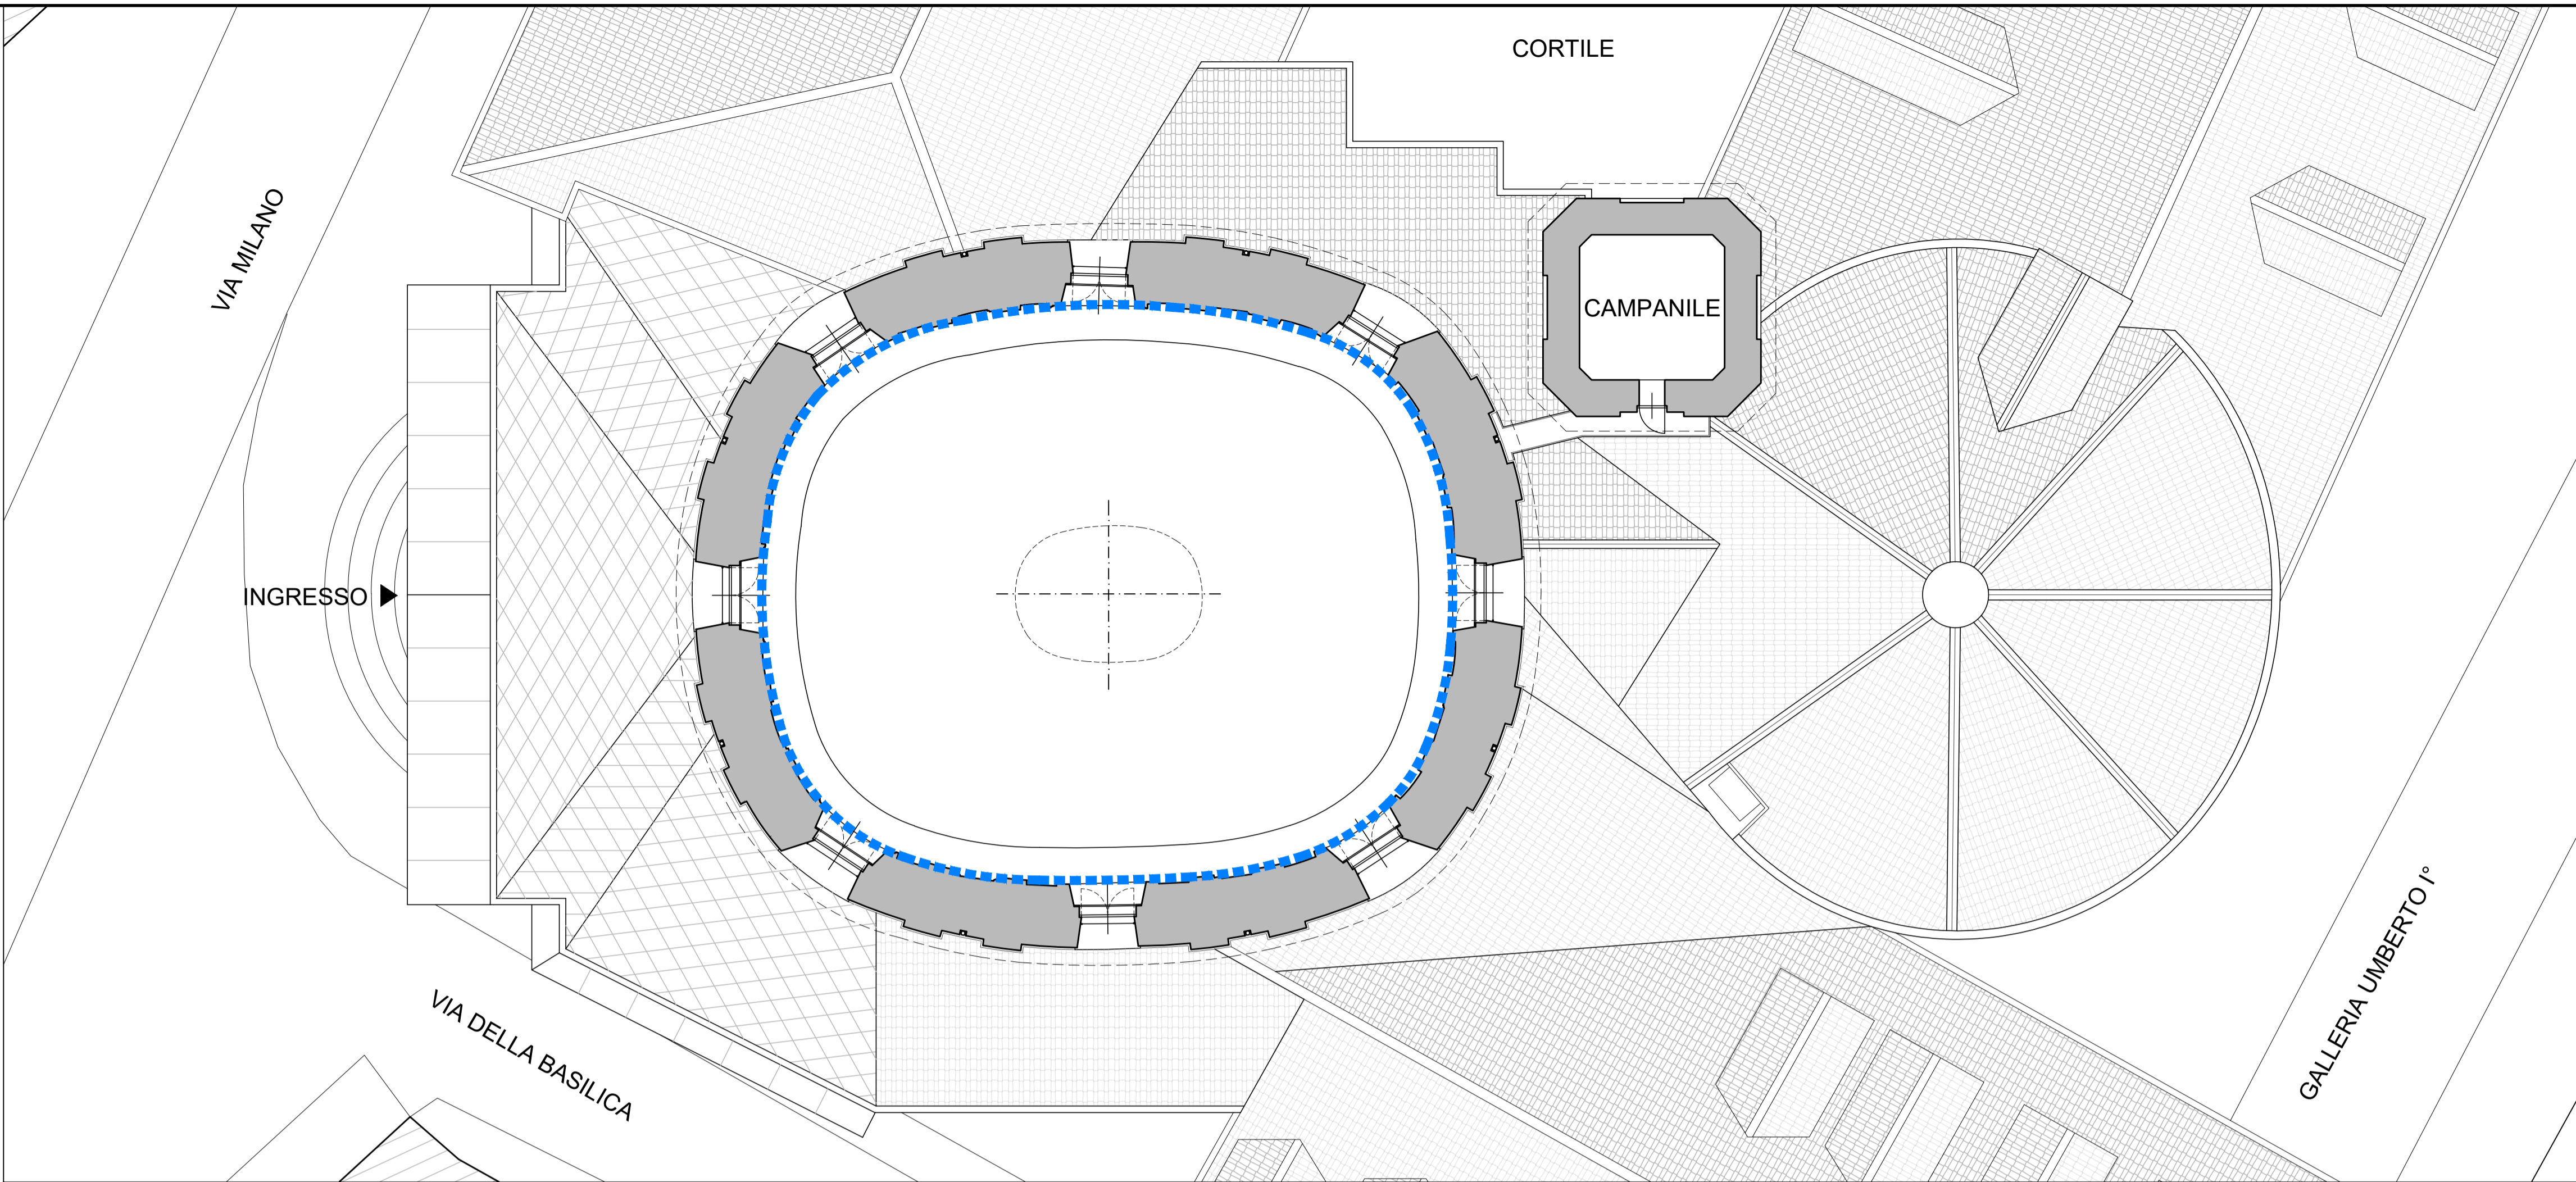 CORTILE
VIA MILANO
CAMPANILE
INGRESSO
VIA DELLA BASILICA
GALLERIA UMBERTO I°